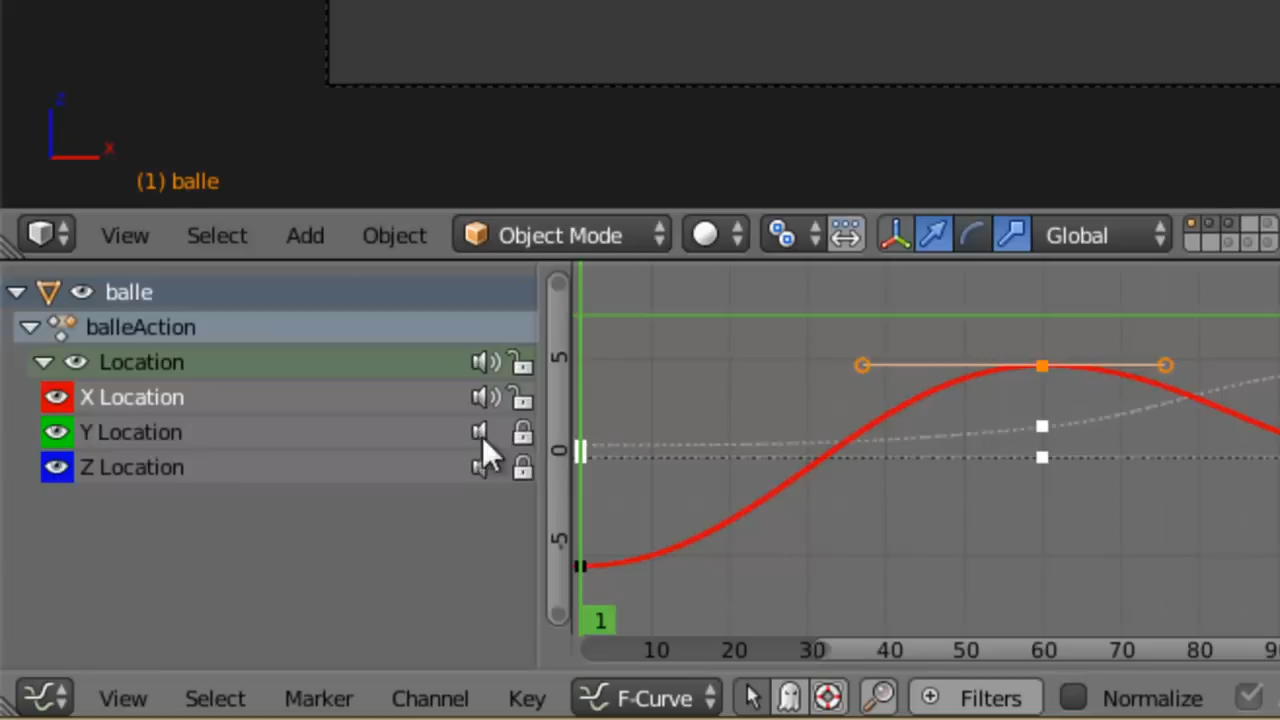 z
x
(1) balle
View Select Add Object Object Mode Global
balle
balleAction
Location
X Location
Y Location
Z Location
5
0
-5
1
10 20 30 40 50 60 70 80 9
View Select Marker Channel Key F-Curve Filters Normalize